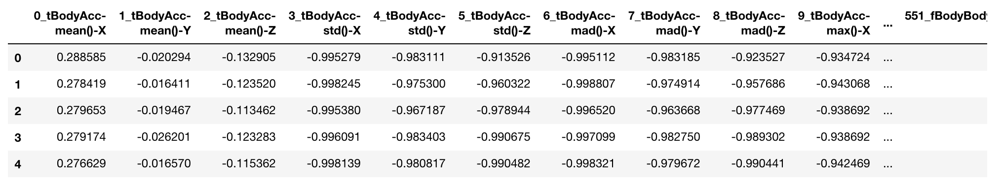 0_tBodyAcc- 1_tBodyAcc- 2_tBodyAcc- 3_tBodyAcc- 4_tBodyAcc- 5_tBodyAcc- 6_tBodyAcc- 7_tBodyAcc- 8_tBodyAcc- 9_tBodyAcc- ... 551_fBodyBody
mean()-X mean()-Y mean()-Z std()-X std()-Y std()-Z mad()-X mad()-Y mad()-Z max()-X
0 0.288585 -0.020294 -0.132905 -0.995279 -0.983111 -0.913526 -0.995112 -0.983185 -0.923527 -0.934724 ...
1 0.278419 -0.016411 -0.123520 -0.998245 -0.975300 -0.960322 -0.998807 -0.974914 -0.957686 -0.943068 ...
2 0.279653 -0.019467 -0.113462 -0.995380 -0.967187 -0.978944 -0.996520 -0.963668 -0.977469 -0.938692 ...
3 0.279174 -0.026201 -0.123283 -0.996091 -0.983403 -0.990675 -0.997099 -0.982750 -0.989302 -0.938692 ...
4 0.276629 -0.016570 -0.115362 -0.998139 -0.980817 -0.990482 -0.998321 -0.979672 -0.990441 -0.942469 ...